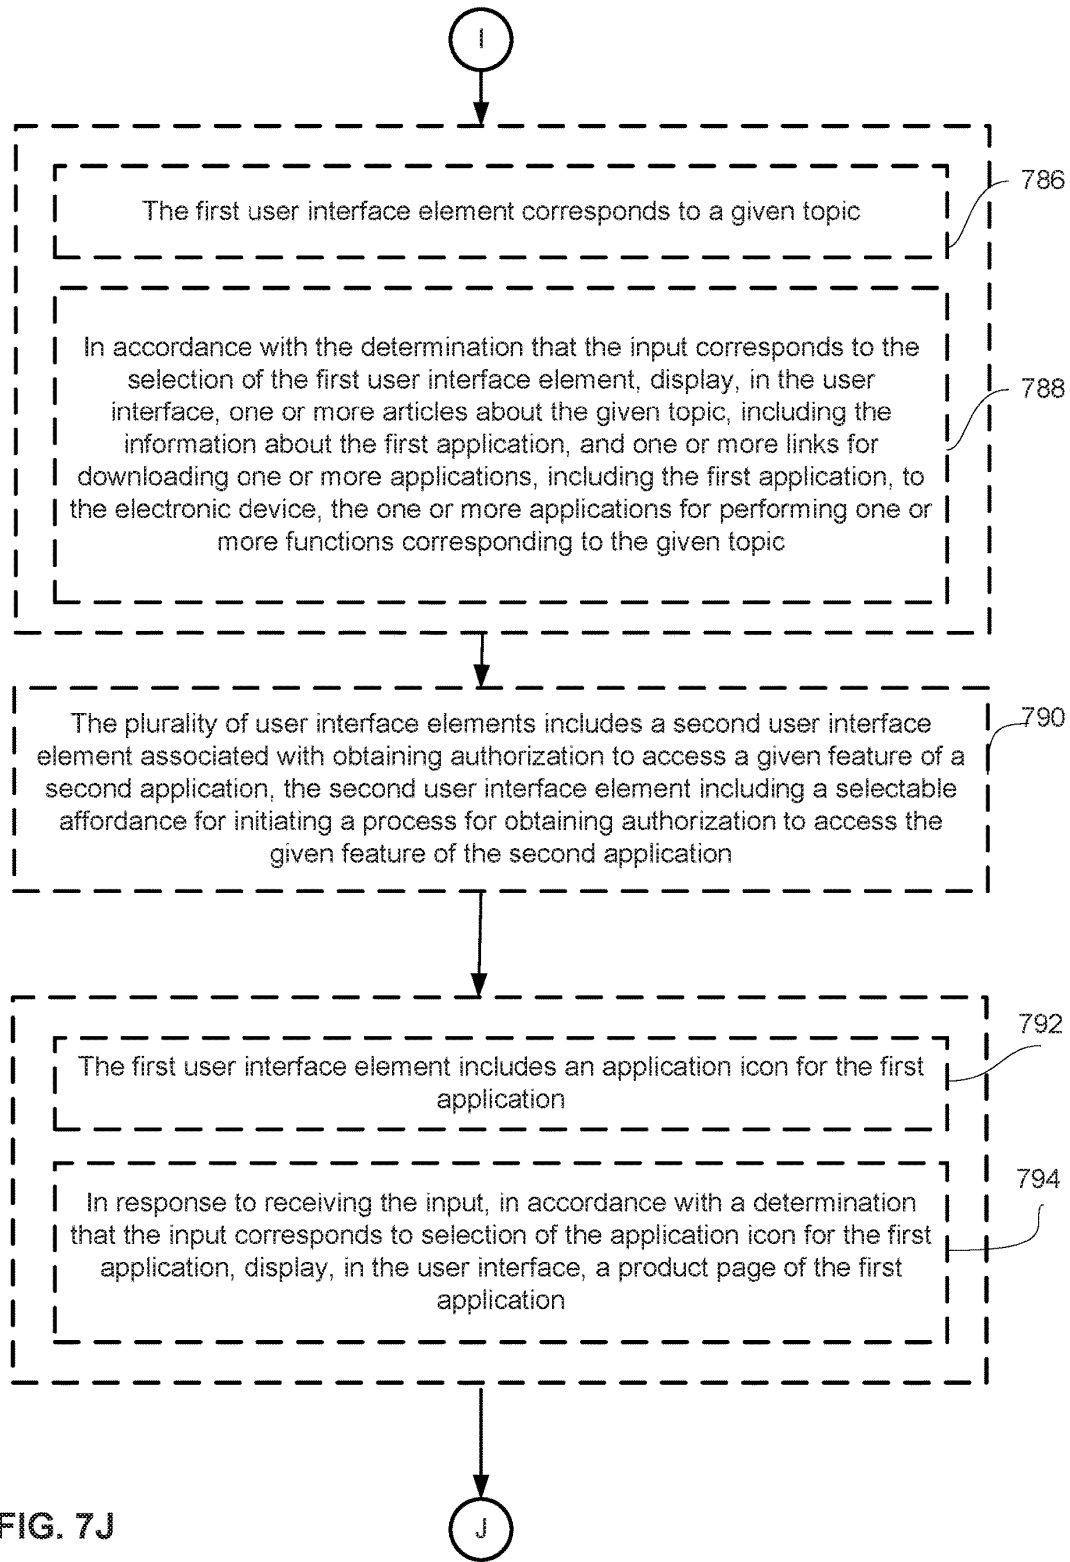 I
The first user interface element corresponds to a given topic
786
In accordance with the determination that the input corresponds to the
selection of the first user interface element, display, in the user
interface, one or more articles about the given topic, including the
information about the first application, and one or more links for
downloading one or more applications, including the first application, to
the electronic device, the one or more applications for performing one or
more functions corresponding to the given topic
788
The plurality of user interface elements includes a second user interface
element associated with obtaining authorization to access a given feature of a
second application, the second user interface element including a selectable
affordance for initiating a process for obtaining authorization to access the
given feature of the second application
790
The first user interface element includes an application icon for the first
application
792
In response to receiving the input, in accordance with a determination
that the input corresponds to selection of the application icon for the first
application, display, in the user interface, a product page of the first
application
794
J
FIG. 7J